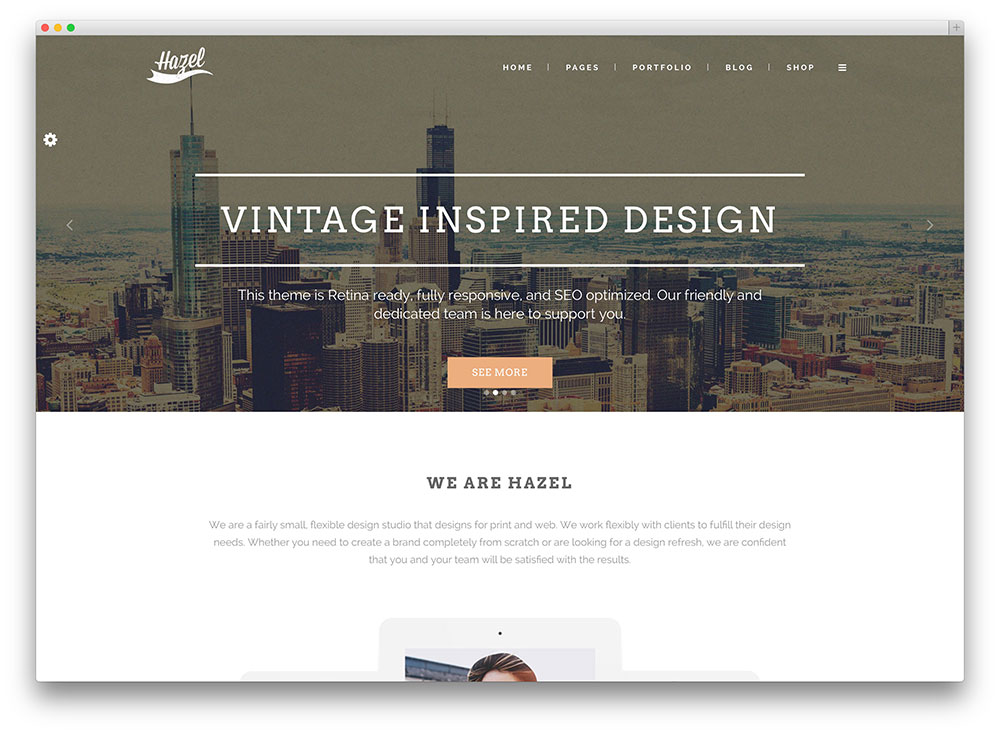 Hazel
HOME | PAGES | PORTFOLIO | BLOG | SHOP
VINTAGE INSPIRED DESIGN
This theme is Retina ready, fully responsive, and SEO optimized. Our friendly and
dedicated team is here to support you.
SEE MORE
WE ARE HAZEL
We are a fairly small, flexible design studio that designs for print and web. We work flexibly with clients to fulfill their design
needs. Whether you need to create a brand completely from scratch or are looking for a design refresh, we are confident
that you and your team will be satisfied with the results.